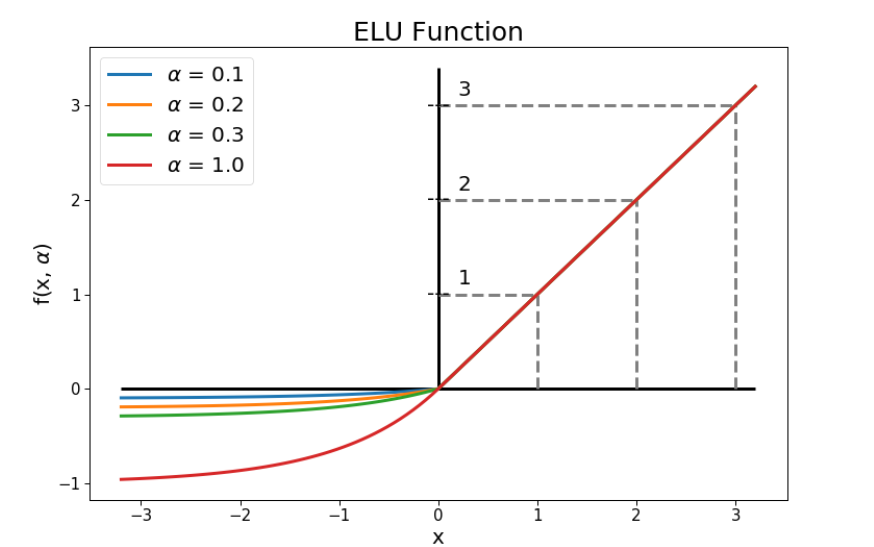 ELU Function
α = 0.1
α = 0.2
α = 0.3
α = 1.0
3
2
1
3
2
1
0
−1
f(x, α)
−3 −2 −1 0 1 2 3
x